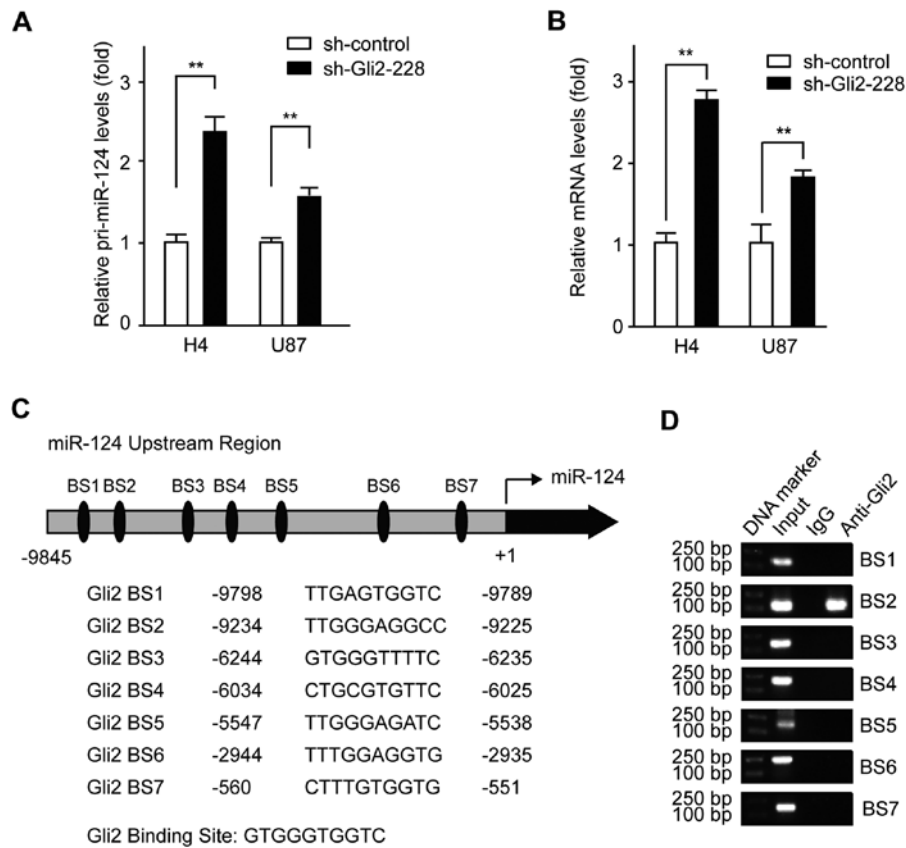 A
sh-control
sh-Gli2-228
Relative pri-miR-124 levels (fold)
3
2
1
0
**
**
H4 U87
B
sh-control
sh-Gli2-228
Relative mRNA levels (fold)
3
2
1
0
**
**
H4 U87
C
miR-124 Upstream Region
BS1 BS2 BS3 BS4 BS5 BS6 BS7
miR-124
-9845 +1
Gli2 BS1 -9798 TTGAGTGGTC -9789
Gli2 BS2 -9234 TTGGGAGGCC -9225
Gli2 BS3 -6244 GTGGGTTTTC -6235
Gli2 BS4 -6034 CTGCGTGTTC -6025
Gli2 BS5 -5547 TTGGGAGATC -5538
Gli2 BS6 -2944 TTTGGAGGTG -2935
Gli2 BS7 -560 CTTTGTGGTG -551
Gli2 Binding Site: GTGGGTGGTC
D
DNA marker Input IgG Anti-Gli2
250 bp
100 bp
BS1
250 bp
100 bp
BS2
250 bp
100 bp
BS3
250 bp
100 bp
BS4
250 bp
100 bp
BS5
250 bp
100 bp
BS6
250 bp
100 bp
BS7